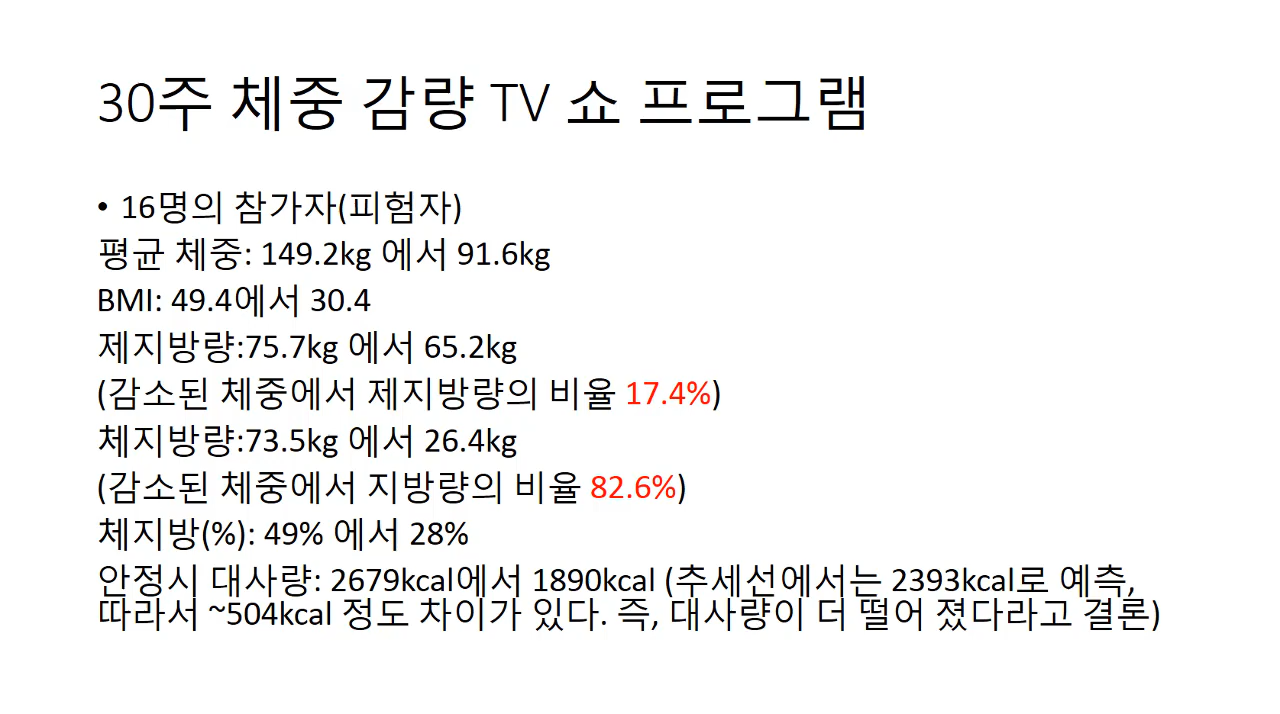 30주 체중 감량 TV 쇼 프로그램
• 16명의 참가자(피험자)
평균 체중: 149.2kg 에서 91.6kg
BMI: 49.4에서 30.4
제지방량:75.7kg 에서 65.2kg
(감소된 체중에서 제지방량의 비율 17.4%)
체지방량:73.5kg 에서 26.4kg
(감소된 체중에서 지방량의 비율 82.6%)
체지방(%): 49% 에서 28%
안정시 대사량: 2679kcal에서 1890kcal (추세선에서는 2393kcal로 예측,
따라서 ~504kcal 정도 차이가 있다. 즉, 대사량이 더 떨어 졌다라고 결론)